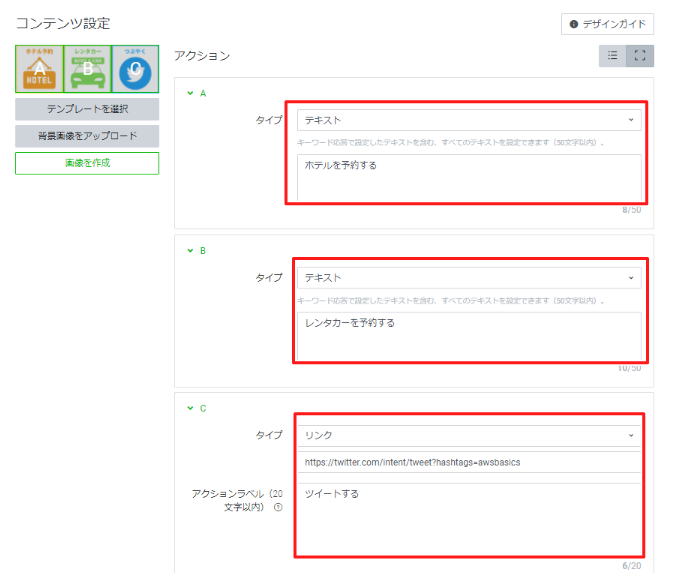 コンテンツ設定
デザインガイド
ホテル予約 レンタカー つぶやく
A B C
HOTEL
アクション
テンプレートを選択
背景画像をアップロード
画像を作成
A
タイプ
テキスト
キーワード応答で設定したテキストを含む、すべてのテキストを設定できます（50文字以内）。
ホテルを予約する
8/50
B
タイプ
テキスト
キーワード応答で設定したテキストを含む、すべてのテキストを設定できます（50文字以内）。
レンタカーを予約する
10/50
C
タイプ
リンク
https://twitter.com/intent/tweet?hashtags=awsbasics
アクションラベル（20
文字以内）
ツイートする
6/20